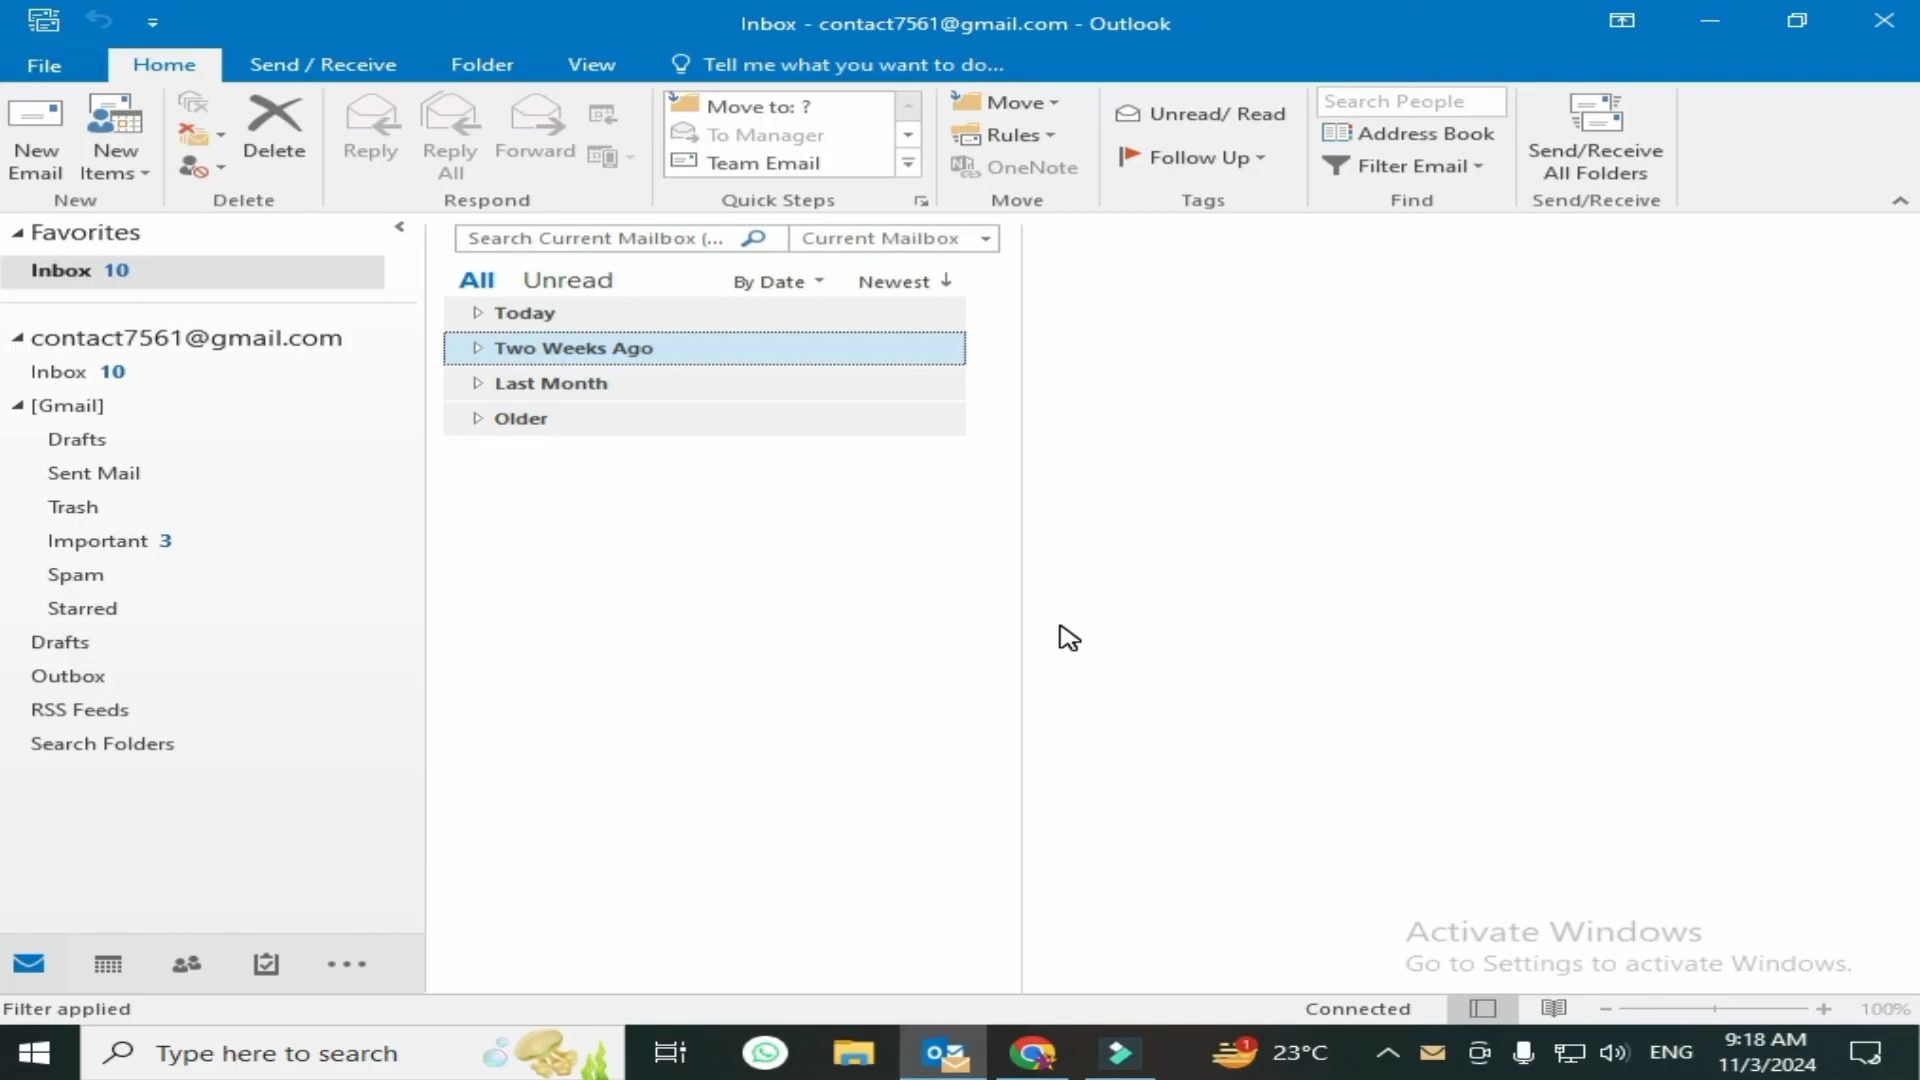 Inbox - contact7561@gmail.com - Outlook
File Home Send / Receive Folder View Tell me what you want to do...
New Email
New Items
Delete
Reply
Reply All
Forward
Move to: ?
To Manager
Team Email
Move
Rules
OneNote
Unread/ Read
Follow Up
Search People
Address Book
Filter Email
Send/Receive All Folders
New Delete Respond Quick Steps Move Tags Find Send/Receive
Favorites
Inbox 10
contact7561@gmail.com
Inbox 10
[Gmail]
Drafts
Sent Mail
Trash
Important 3
Spam
Starred
Drafts
Outbox
RSS Feeds
Search Folders
Search Current Mailbox (... Current Mailbox
All Unread By Date Newest
Today
Two Weeks Ago
Last Month
Older
Activate Windows
Go to Settings to activate Windows.
Filter applied Connected 100%
Type here to search 1 23°C ENG 9:18 AM
11/3/2024